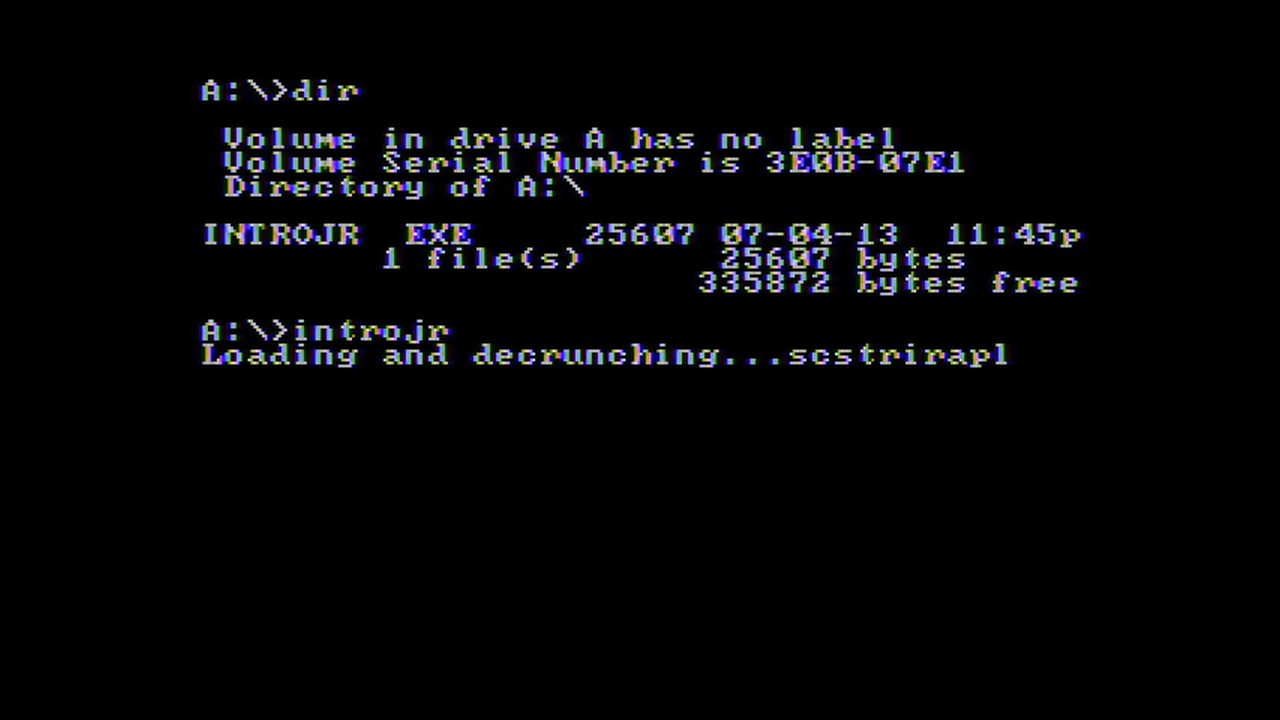 A:\>dir
Volume in drive A has no label
Volume Serial Number is 3E0B-07E1
Directory of A:\
INTROJR  EXE     25607 07-04-13  11:45p
1 file(s)      25607 bytes
335872 bytes free
A:\>introjr
Loading and decrunching...scstrirapl